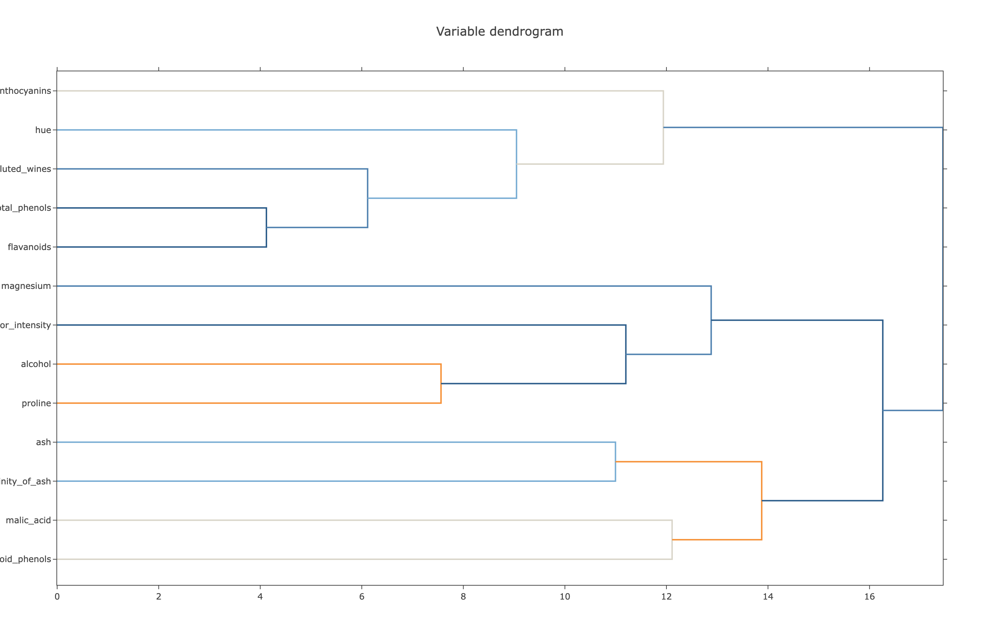 Variable dendrogram
nthocyanins
hue
luted_wines
otal_phenols
flavanoids
magnesium
or_intensity
alcohol
proline
ash
inity_of_ash
malic_acid
oid_phenols
0 2 4 6 8 10 12 14 16